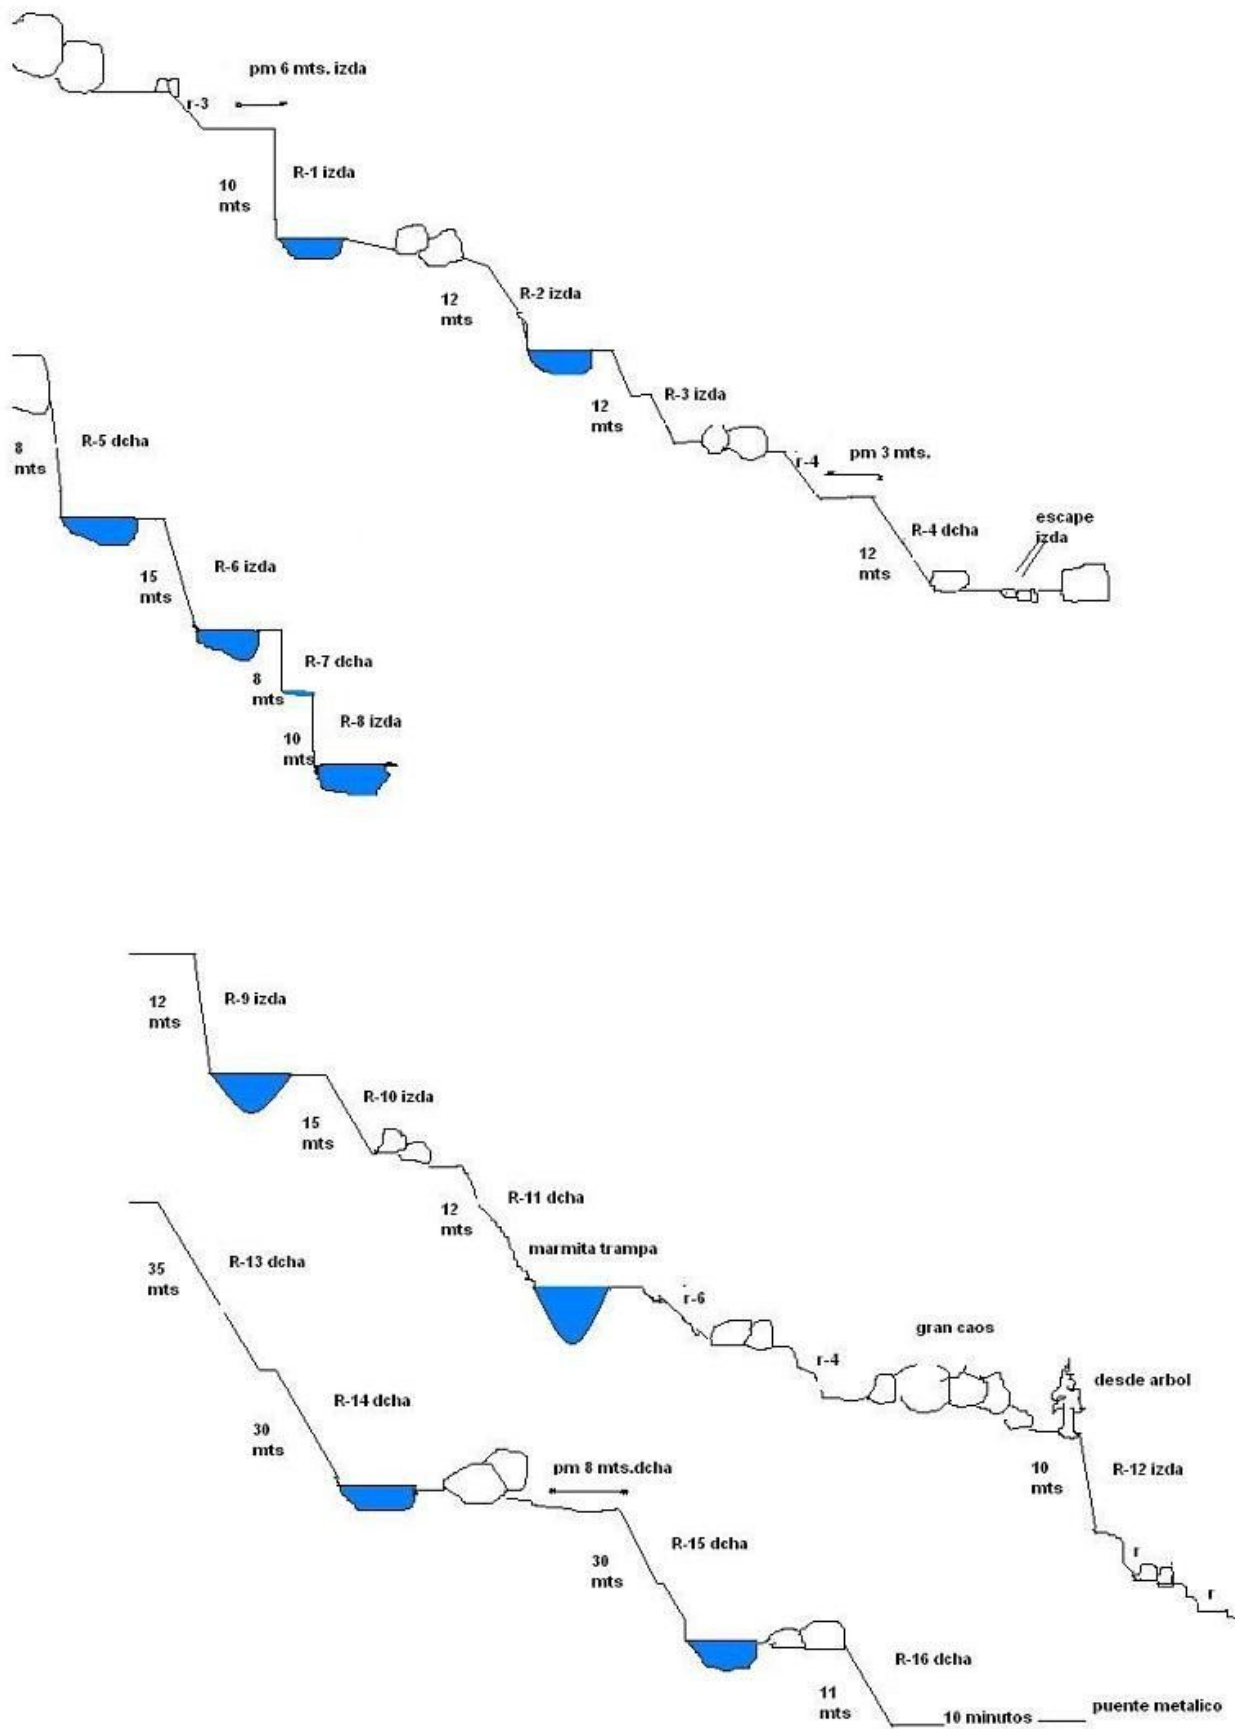 pm 6 mts. izda
r-3
R-1 izda
10
mts
R-2 izda
12
mts
R-3 izda
12
mts
r-4
pm 3 mts.
R-4 dcha
12
mts
escape
izda
R-5 dcha
8
mts
R-6 izda
15
mts
R-7 dcha
8
mts
R-8 izda
10
mts
R-9 izda
12
mts
R-10 izda
15
mts
R-11 dcha
12
mts
marmita trampa
r-6
r-4
gran caos
desde arbol
R-12 izda
10
mts
r
r
R-13 dcha
35
mts
R-14 dcha
30
mts
pm 8 mts.dcha
R-15 dcha
30
mts
R-16 dcha
11
mts
10 minutos
puente metalico